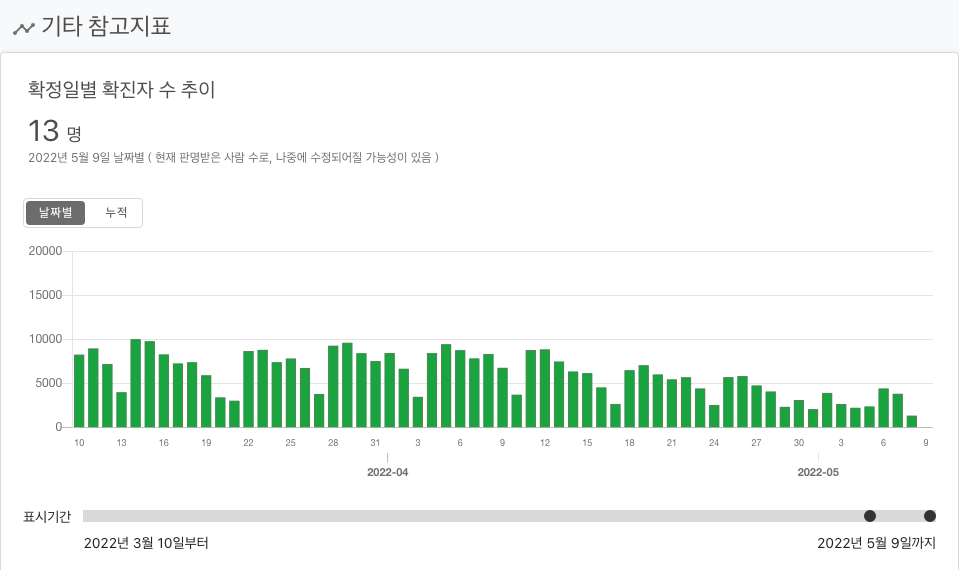 기타 참고지표
확정일별 확진자 수 추이
13 명
2022년 5월 9일 날짜별 ( 현재 판명받은 사람 수로, 나중에 수정되어질 가능성이 있음 )
날짜별 누적
20000
15000
10000
5000
0
10 13 16 19 22 25 28 31 3 6 9 12 15 18 21 24 27 30 3 6 9
2022-04 2022-05
표시기간
2022년 3월 10일부터 2022년 5월 9일까지